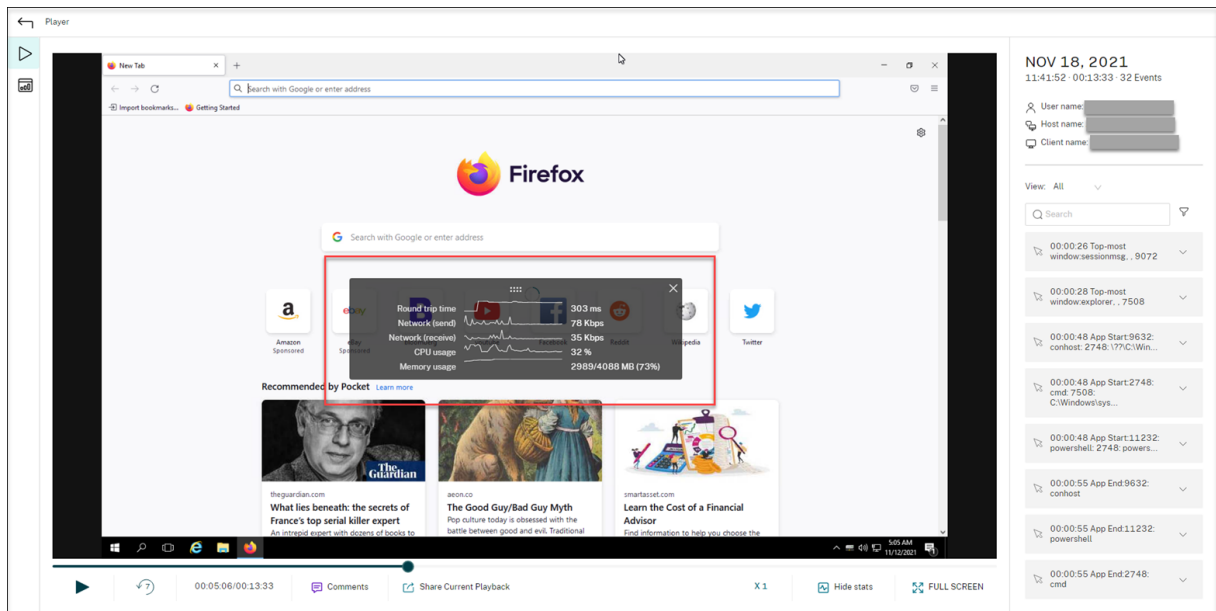 Player
New Tab
Search with Google or enter address
Import bookmarks... Getting Started
Firefox
Search with Google or enter address
Round trip time 303 ms
Network (send) 78 Kbps
Network (receive) 35 Kbps
CPU usage 32 %
Memory usage 2989/4088 MB (73%)
Amazon
Sponsored
eBay
Facebook
Reddit
Wikipedia
Twitter
Recommended by Pocket Learn more
The
Guardian
theguardian.com
What lies beneath: the secrets of
France's top serial killer expert
An intrepid expert with dozens of books to
aeon.co
The Good Guy/Bad Guy Myth
Pop culture today is obsessed with the
battle between good and evil. Traditional
smartasset.com
Learn the Cost of a Financial
Advisor
Find information to help you choose the
5:05 AM
11/12/2021
7
00:05:06/00:13:33
Comments
Share Current Playback
X 1
Hide stats
FULL SCREEN
NOV 18, 2021
11:41:52 · 00:13:33 · 32 Events
User name:
Host name:
Client name:
View: All
Search
00:00:26 Top-most
window:sessionmsg, , 9072
00:00:28 Top-most
window:explorer, , 7508
00:00:48 App Start:9632:
conhost: 2748: \??\C:\Win...
00:00:48 App Start:2748:
cmd: 7508:
C:\Windows\sys...
00:00:48 App Start:11232:
powershell: 2748: powers...
00:00:55 App End:9632:
conhost
00:00:55 App End:11232:
powershell
00:00:55 App End:2748:
cmd